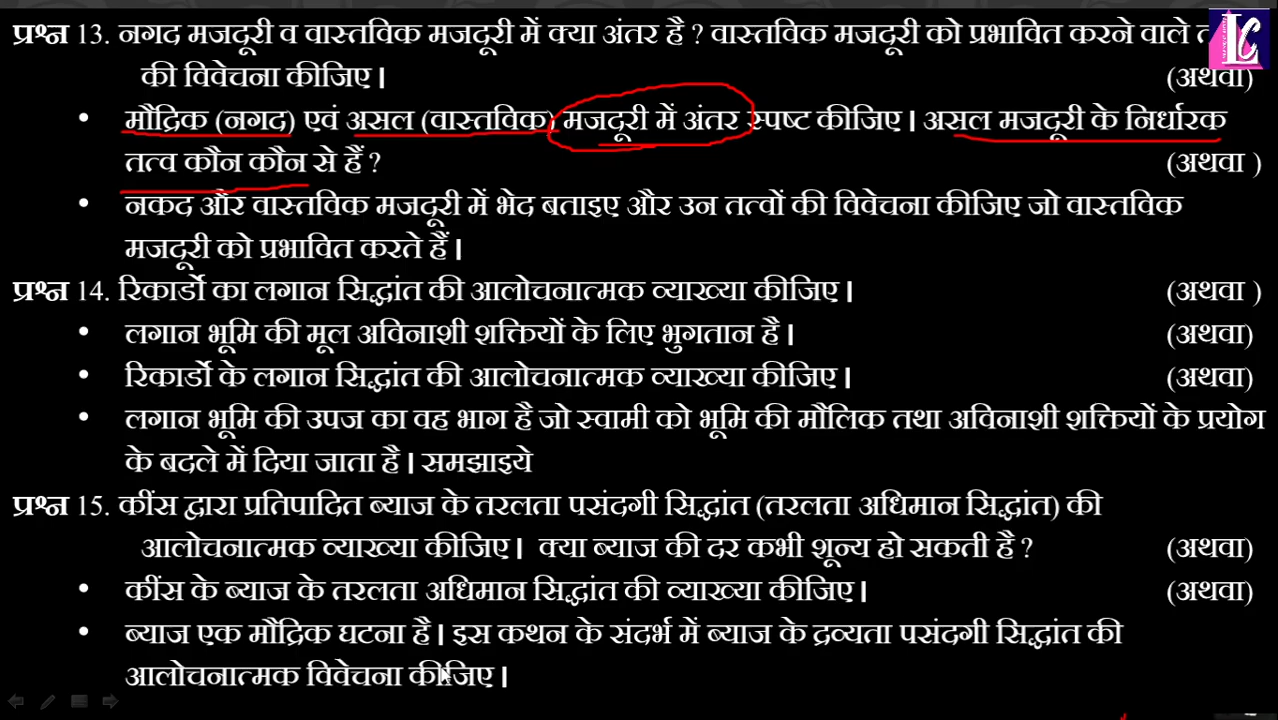 प्रश्न 13. नगद मजदूरी व वास्तविक मजदूरी में क्या अंतर है ? वास्तविक मजदूरी को प्रभावित करने वाले
की विवेचना कीजिए । (अथवा)
• मौद्रिक (नगद) एवं असल (वास्तविक) मजदूरी में अंतर स्पष्ट कीजिए । असल मजदूरी के निर्धारक
तत्व कौन कौन से हैं ? (अथवा )
• नकद और वास्तविक मजदूरी में भेद बताइए और उन तत्वों की विवेचना कीजिए जो वास्तविक
मजदूरी को प्रभावित करते हैं ।
प्रश्न 14. रिकार्डो का लगान सिद्धांत की आलोचनात्मक व्याख्या कीजिए । (अथवा )
• लगान भूमि की मूल अविनाशी शक्तियों के लिए भुगतान है । (अथवा)
• रिकार्डो के लगान सिद्धांत की आलोचनात्मक व्याख्या कीजिए । (अथवा)
• लगान भूमि की उपज का वह भाग है जो स्वामी को भूमि की मौलिक तथा अविनाशी शक्तियों के प्रयोग
के बदले में दिया जाता है । समझाइये
प्रश्न 15. कींस द्वारा प्रतिपादित ब्याज के तरलता पसंदगी सिद्धांत (तरलता अधिमान सिद्धांत) की
आलोचनात्मक व्याख्या कीजिए । क्या ब्याज की दर कभी शून्य हो सकती है ? (अथवा)
• कींस के ब्याज के तरलता अधिमान सिद्धांत की व्याख्या कीजिए । (अथवा)
• ब्याज एक मौद्रिक घटना है । इस कथन के संदर्भ में ब्याज के द्रव्यता पसंदगी सिद्धांत की
आलोचनात्मक विवेचना कीजिए ।
LC